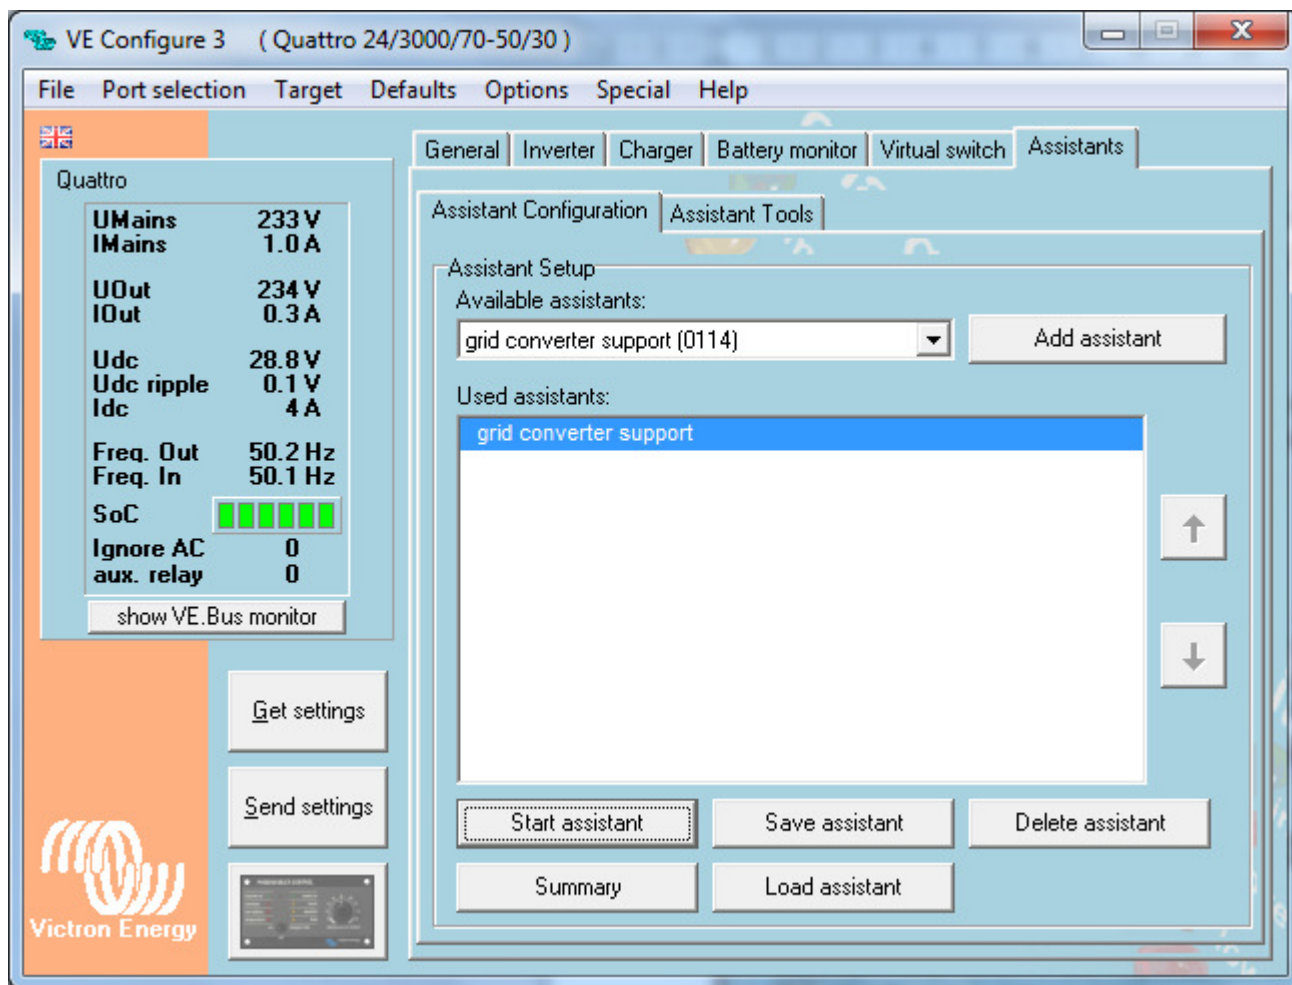 VE Configure 3 ( Quattro 24/3000/70-50/30 )
File Port selection Target Defaults Options Special Help
General Inverter Charger Battery monitor Virtual switch Assistants
Quattro
UMains 233 V
IMains 1.0 A
UOut 234 V
IOut 0.3 A
Udc 28.8 V
Udc ripple 0.1 V
Idc 4 A
Freq. Out 50.2 Hz
Freq. In 50.1 Hz
SoC
Ignore AC 0
aux. relay 0
show VE.Bus monitor
Get settings
Send settings
Victron Energy
Assistant Configuration Assistant Tools
Assistant Setup
Available assistants:
grid converter support (0114)
Add assistant
Used assistants:
grid converter support
Start assistant Save assistant Delete assistant
Summary Load assistant